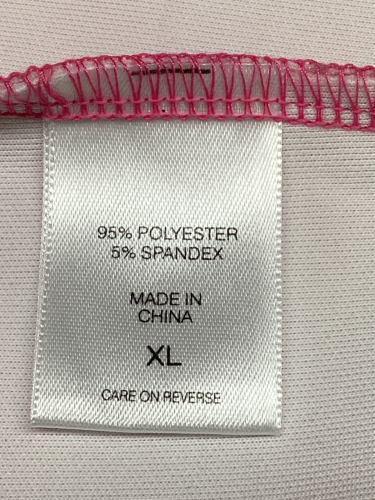 95% POLYESTER
5% SPANDEX
MADE IN
CHINA
XL
CARE ON REVERSE